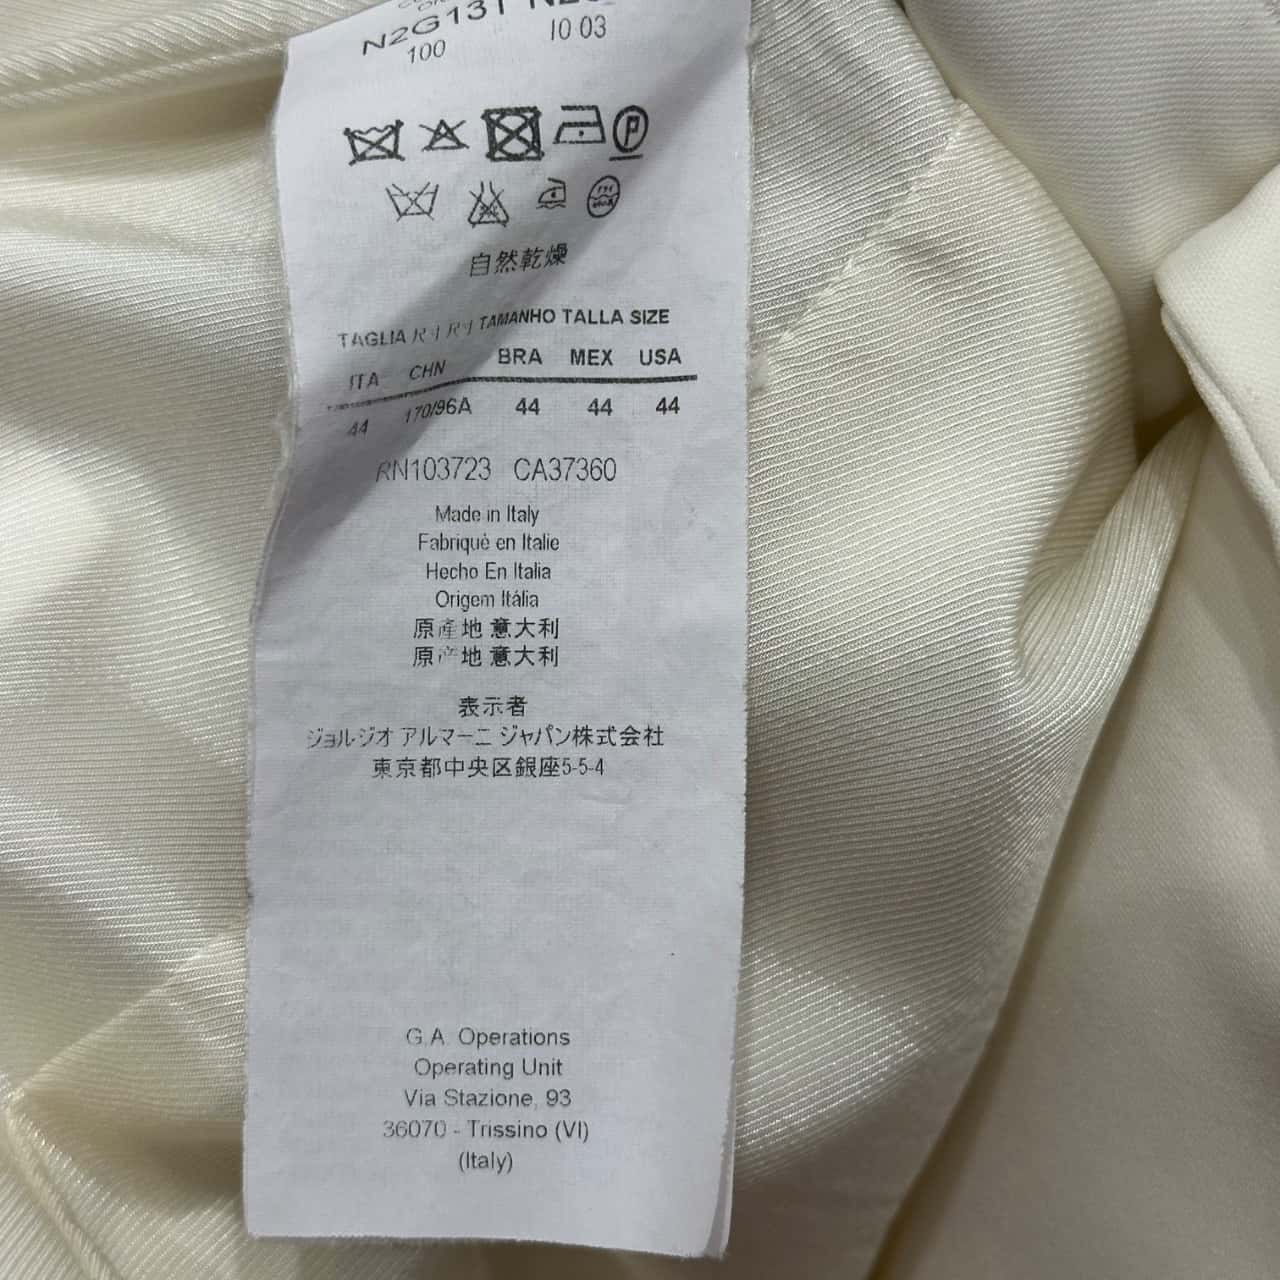 N2G131
100 10 03
P
自然乾燥
TAGLIA 尺寸 尺寸 TAMANHO TALLA SIZE
ITA CHN BRA MEX USA
44 170/96A 44 44 44
RN103723 CA37360
Made in Italy
Fabriqué en Italie
Hecho En Italia
Origem Itália
原產地 意大利
原产地 意大利
表示者
ジョルジオ アルマーニ ジャパン株式会社
東京都中央区銀座5-5-4
G.A. Operations
Operating Unit
Via Stazione, 93
36070 - Trissino (VI)
(Italy)